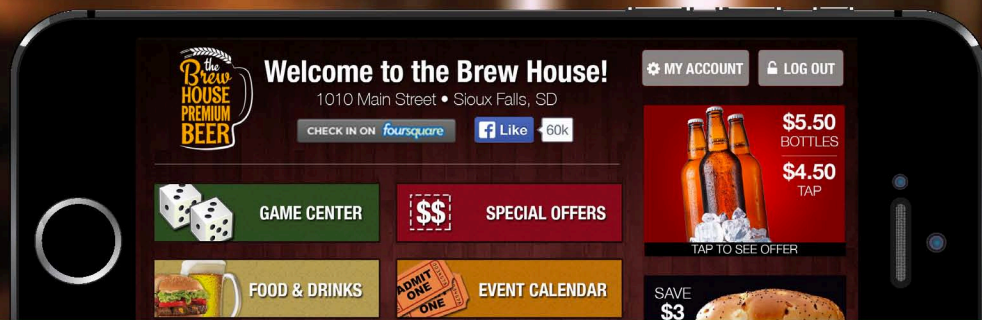 the
Brew
HOUSE
PREMIUM
BEER
Welcome to the Brew House!
1010 Main Street • Sioux Falls, SD
CHECK IN ON foursquare
f Like 60k
MY ACCOUNT
LOG OUT
$5.50
BOTTLES
$4.50
TAP
TAP TO SEE OFFER
GAME CENTER
$$ SPECIAL OFFERS
FOOD & DRINKS
ADMIT
ONE
ONE
EVENT CALENDAR
SAVE
$3